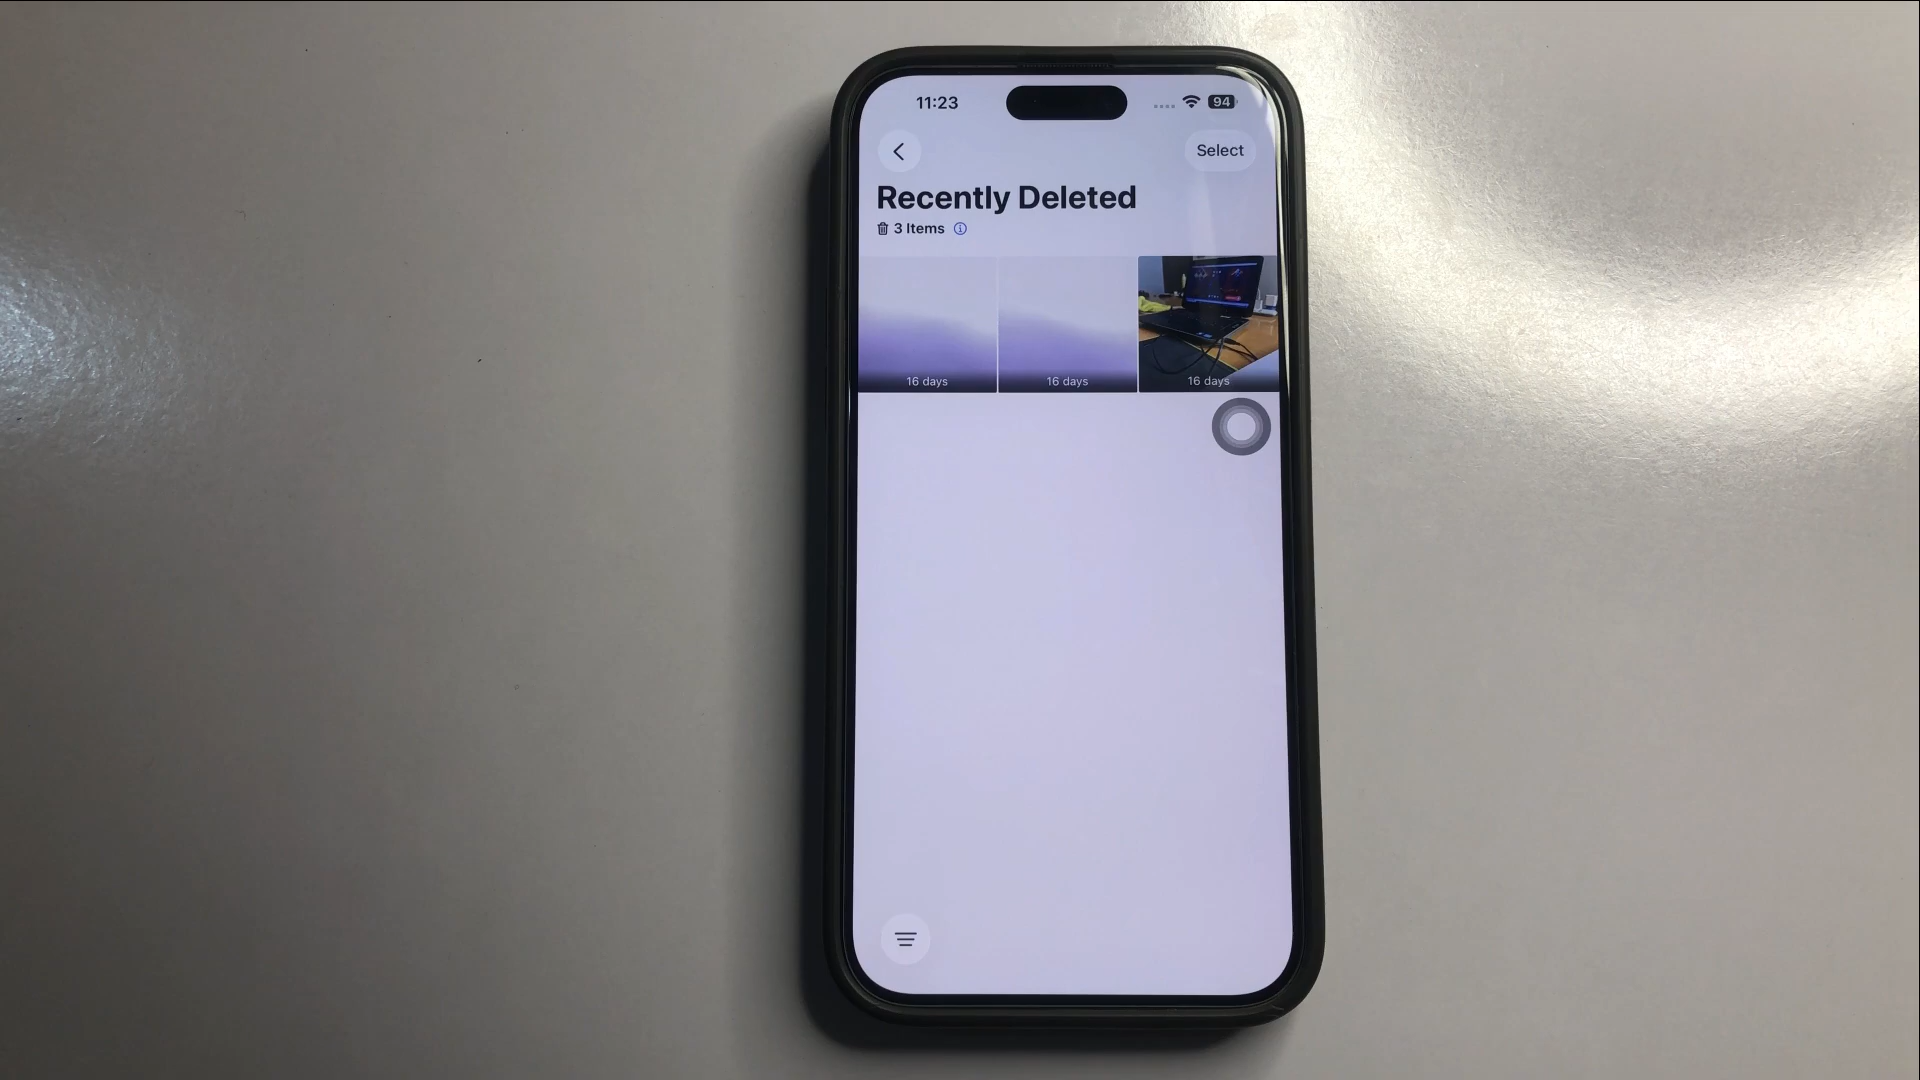 11:23
94
Select
Recently Deleted
3 Items
16 days
16 days
16 days